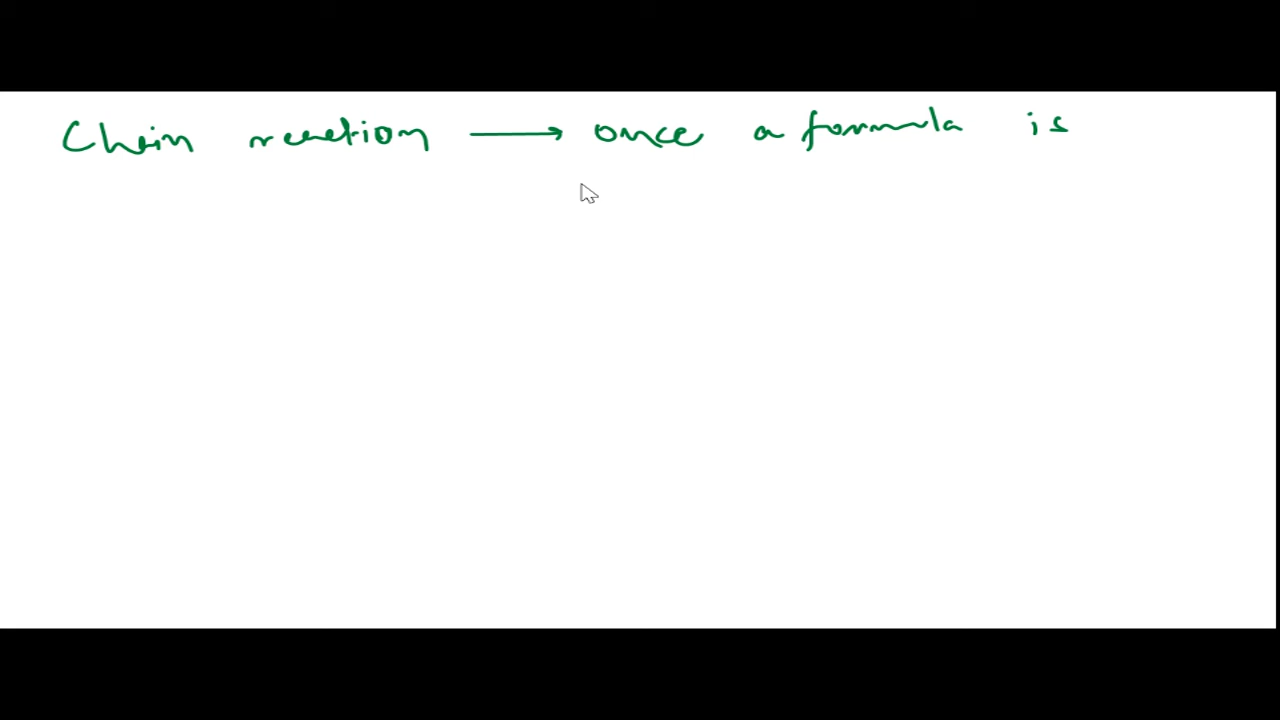 Chain reaction → once a formula is